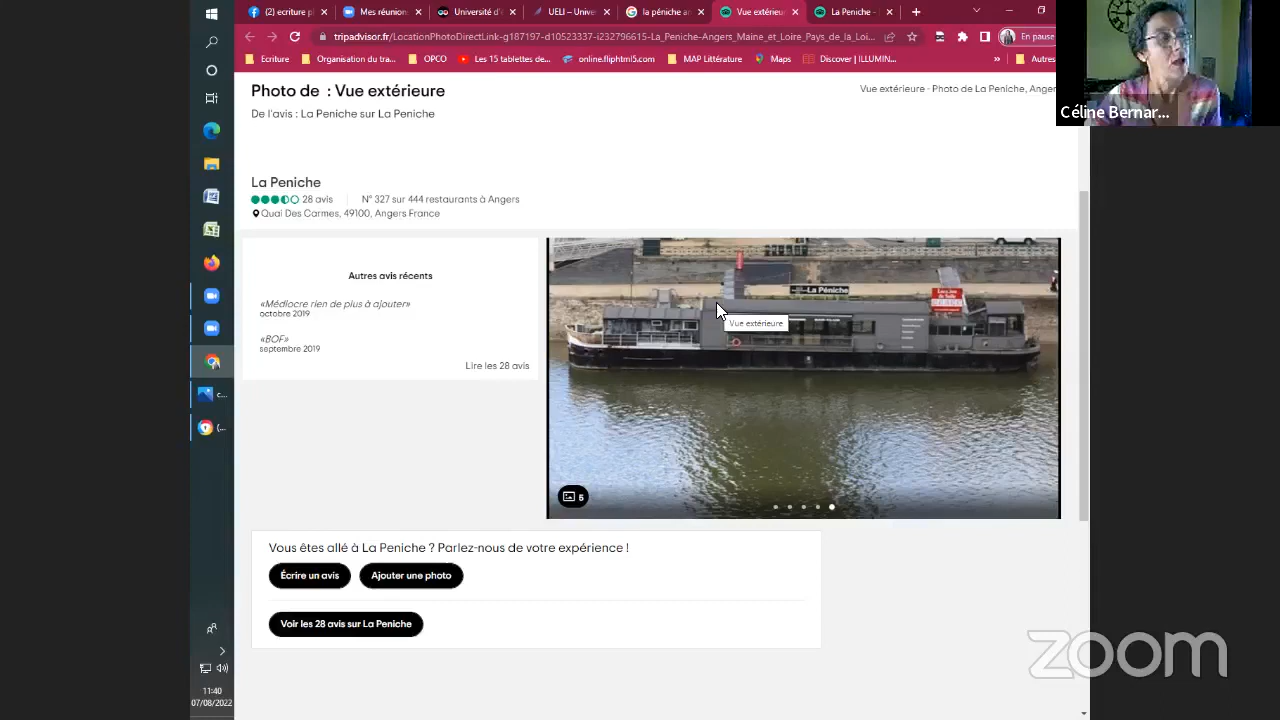 ecriture pl
Mes réunion
Université d'(
UELI – Unive
la péniche an
Vue extérieur
La Peniche -
tripadvisor.fr/LocationPhotoDirectLink-g187197-d10523337-i232796615-La_Peniche-Angers_Maine_et_Loire_Pays_de_la_Loi...
En pause
Ecriture
Organisation du tra...
OPCO
Les 15 tablettes de...
online.fliphtml5.com
MAP Littérature
Maps
Discover | ILLUMIN...
»
Autres
Photo de : Vue extérieure
Vue extérieure - Photo de La Peniche, Anger
De l'avis : La Peniche sur La Peniche
Céline Bernar...
La Peniche
28 avis
N° 327 sur 444 restaurants à Angers
Quai Des Carmes, 49100, Angers France
Autres avis récents
«Médiocre rien de plus à ajouter»
octobre 2019
«BOF»
septembre 2019
Lire les 28 avis
La Péniche
Vue extérieure
5
Vous êtes allé à La Peniche ? Parlez-nous de votre expérience !
Écrire un avis
Ajouter une photo
Voir les 28 avis sur La Peniche
zoom
11:40
07/08/2022